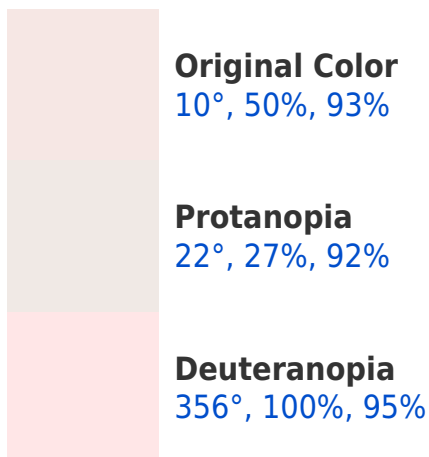 Original Color
10°, 50%, 93%
Protanopia
22°, 27%, 92%
Deuteranopia
356°, 100%, 95%